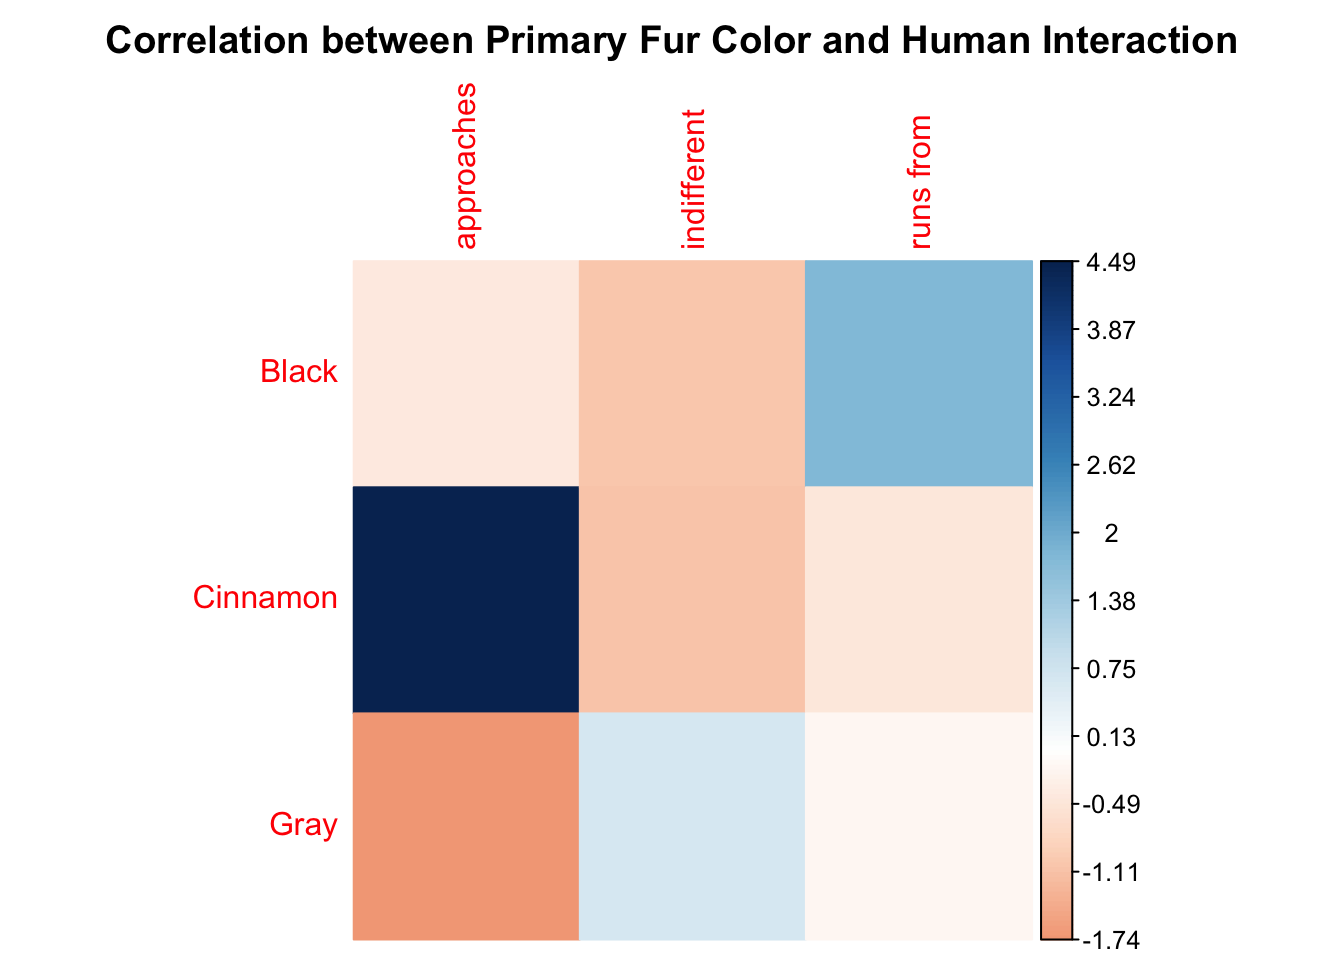 Correlation between Primary Fur Color and Human Interaction
approaches
indifferent
runs from
Black
Cinnamon
Gray
4.49
3.87
3.24
2.62
2
1.38
0.75
0.13
-0.49
-1.11
-1.74